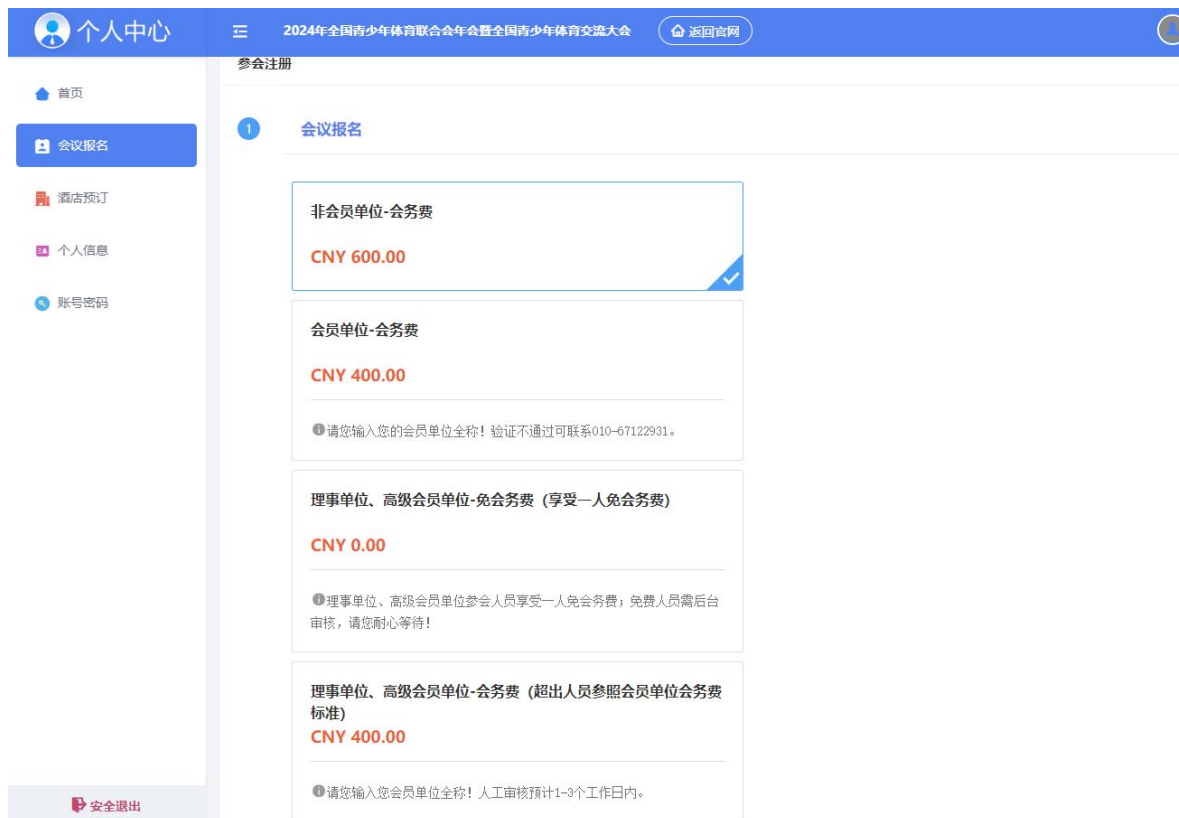 个人中心
2024年全国青少年体育联合会年会暨全国青少年体育交流大会
返回官网
首页
会议报名
酒店预订
个人信息
账号密码
安全退出
参会注册
1
会议报名
非会员单位-会务费
CNY 600.00
会员单位-会务费
CNY 400.00
请您输入您的会员单位全称！验证不通过可联系010-67122931。
理事单位、高级会员单位-免会务费（享受一人免会务费）
CNY 0.00
理事单位、高级会员单位参会人员享受一人免会务费；免费人员需后台
审核，请您耐心等待！
理事单位、高级会员单位-会务费（超出人员参照会员单位会务费
标准）
CNY 400.00
请您输入您会员单位全称！人工审核预计1-3个工作日内。